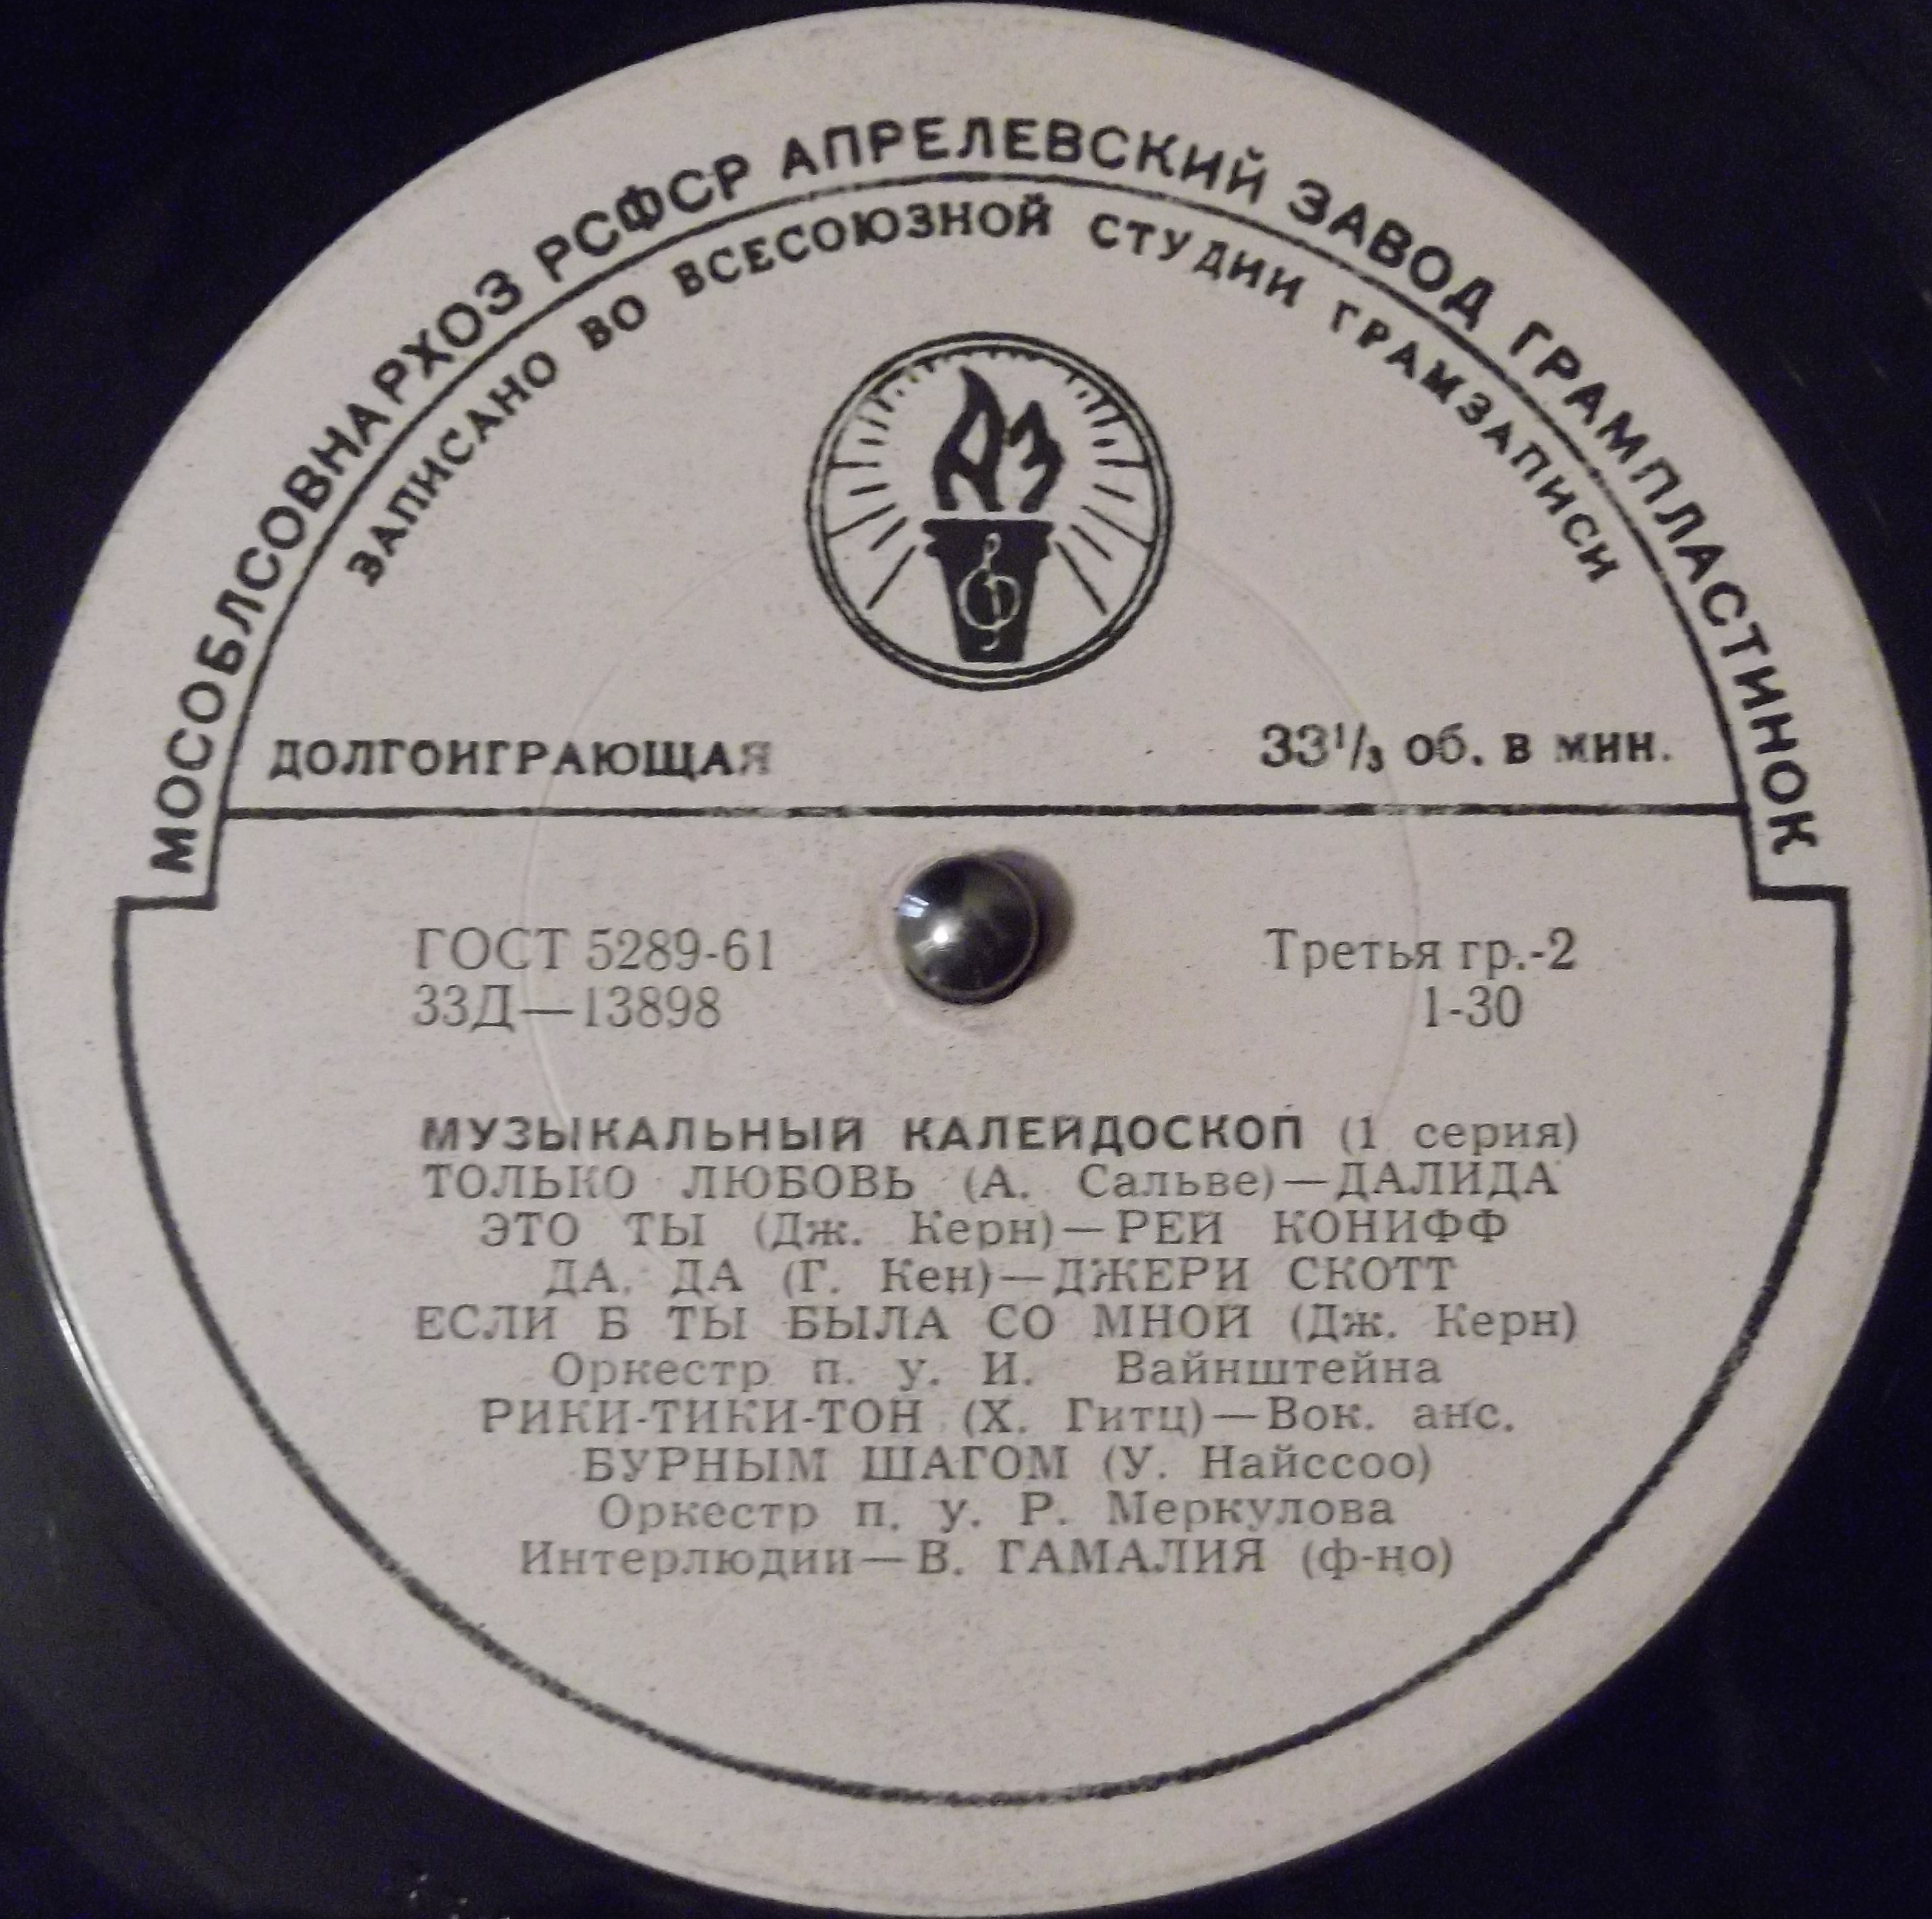 МОСОБЛСОВНАРХОЗ РСФСР АПРЕЛЕВСКИЙ ЗАВОД ГРАМПЛАСТИНОК
ЗАПИСАНО ВО ВСЕСОЮЗНОЙ СТУДИИ ГРАМЗАПИСИ
АЗ
ДОЛГОИГРАЮЩАЯ
33 1/3 об. в мин.
ГОСТ 5289-61
Третья гр.-2
33Д—13898
1-30
МУЗЫКАЛЬНЫЙ КАЛЕЙДОСКОП (1 серия)
ТОЛЬКО ЛЮБОВЬ (А. Сальве)—ДАЛИДА
ЭТО ТЫ (Дж. Керн)—РЕЙ КОНИФФ
ДА, ДА (Г. Кен)—ДЖЕРИ СКОТТ
ЕСЛИ Б ТЫ БЫЛА СО МНОЙ (Дж. Керн)
Оркестр п. у. И. Вайнштейна
РИКИ-ТИКИ-ТОН (Х. Гитц)—Вок. анс.
БУРНЫМ ШАГОМ (У. Найссоо)
Оркестр п. у. Р. Меркулова
Интерлюдии—В. ГАМАЛИЯ (ф-но)